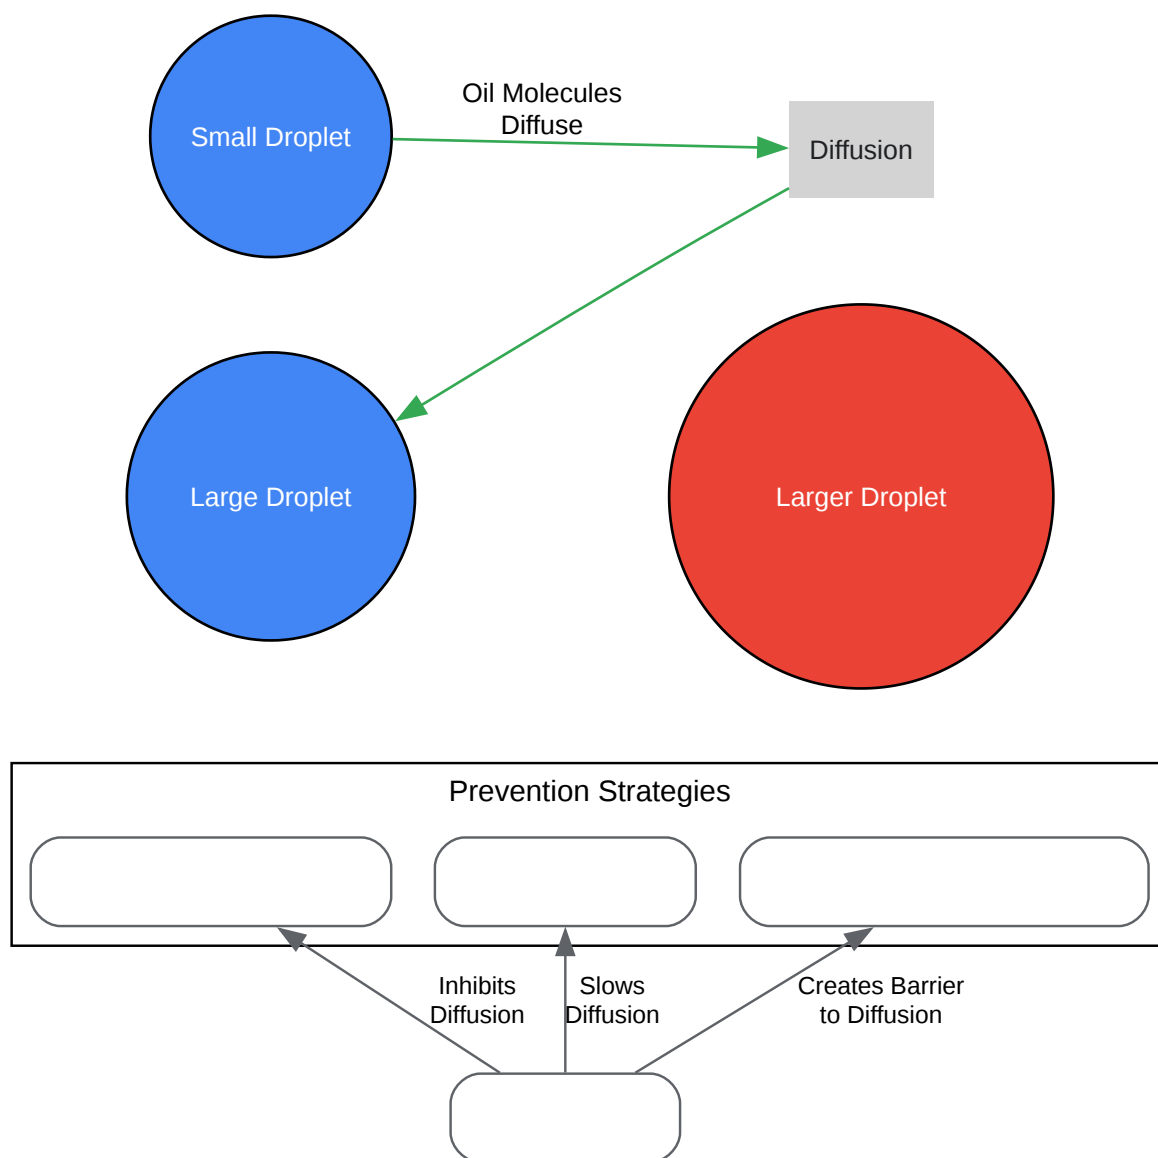 Oil Molecules
Diffuse
Small Droplet
Diffusion
Large Droplet
Larger Droplet
Prevention Strategies
Inhibits
Diffusion
Slows
Diffusion
Creates Barrier
to Diffusion